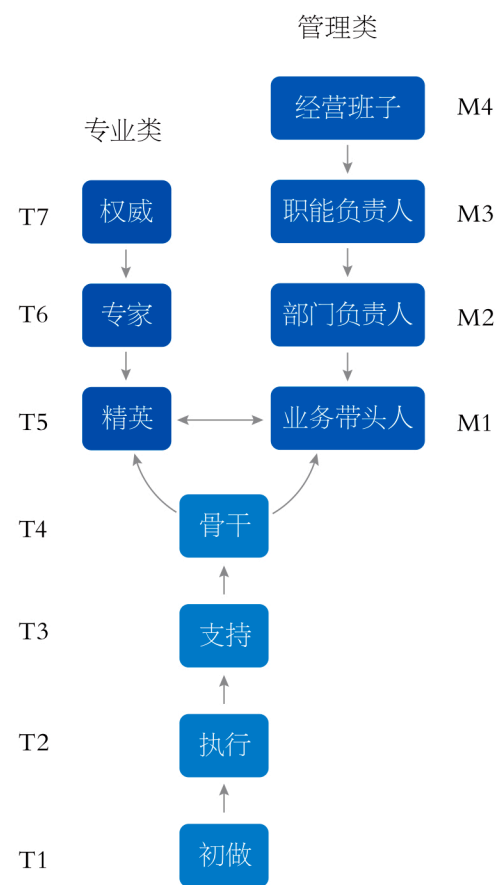 管理类
经营班子 M4
专业类
T7 权威 职能负责人 M3
T6 专家 部门负责人 M2
T5 精英 业务带头人 M1
T4 骨干
T3 支持
T2 执行
T1 初做